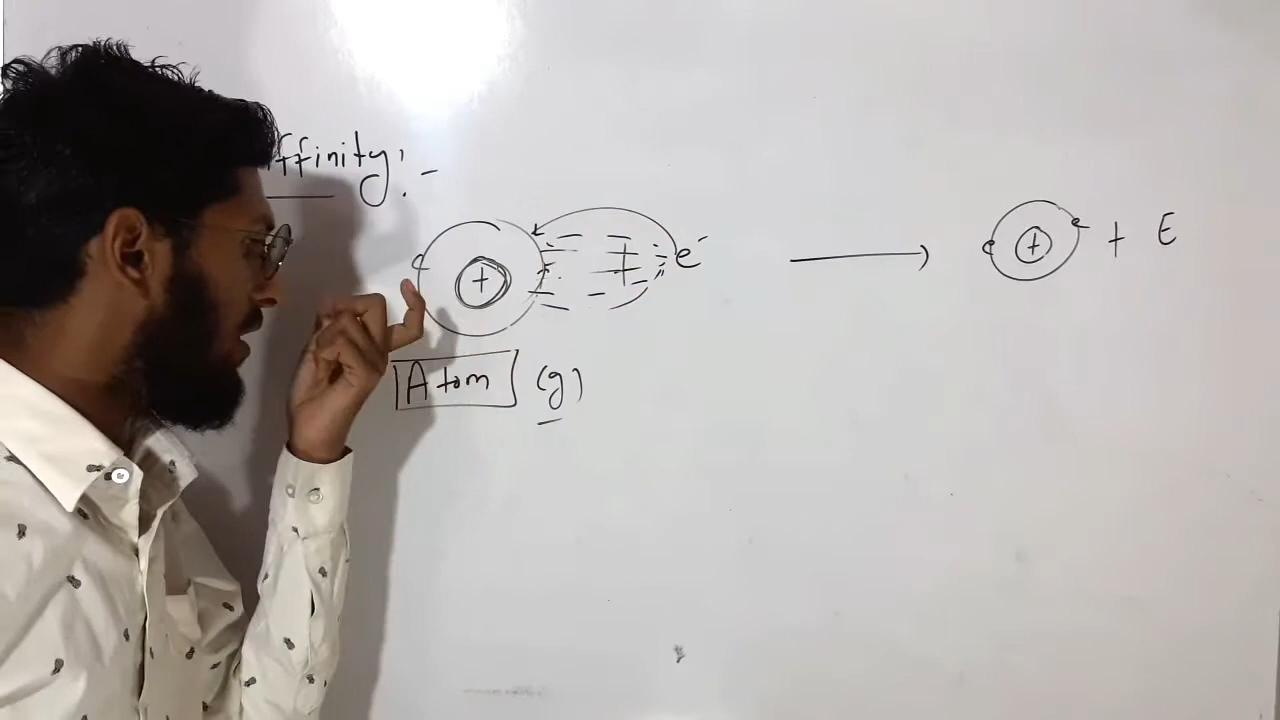 ffinity:-
+ + e⁻ ⟶ + + E
Atom (g)